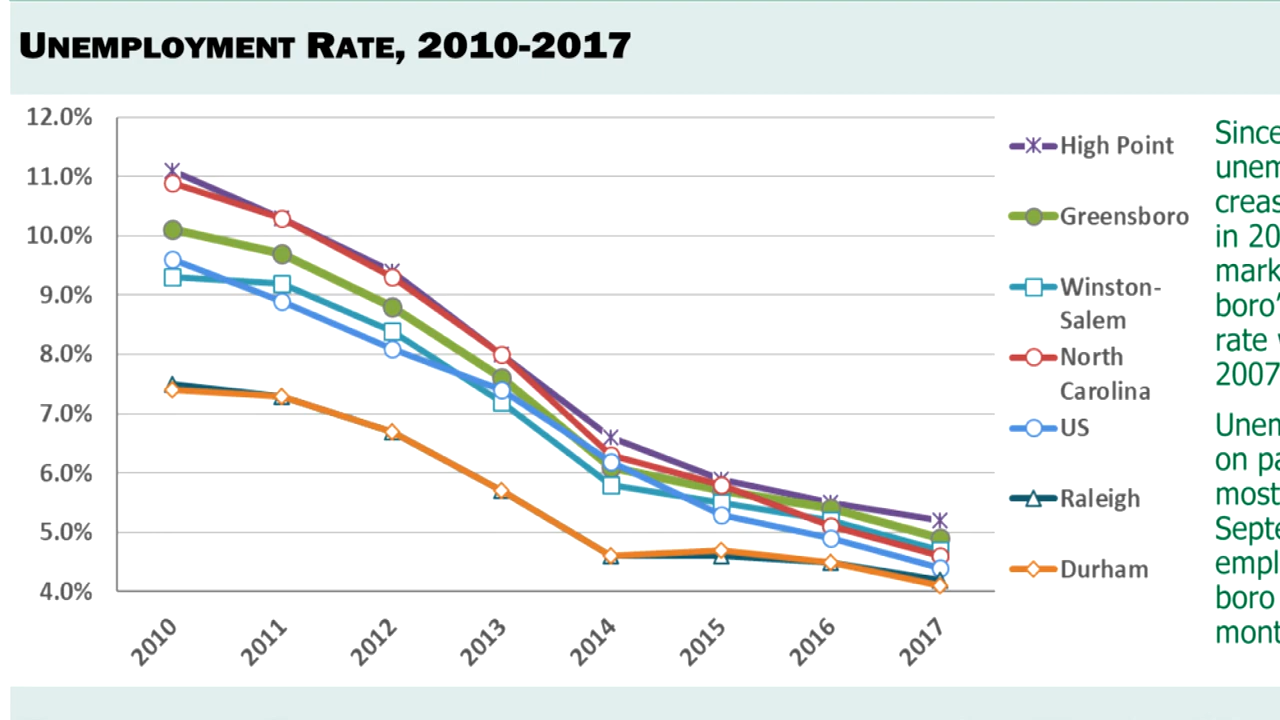 UNEMPLOYMENT RATE, 2010-2017
12.0%
11.0%
10.0%
9.0%
8.0%
7.0%
6.0%
5.0%
4.0%
2010
2011
2012
2013
2014
2015
2016
2017
High Point
Greensboro
Winston-
Salem
North
Carolina
US
Raleigh
Durham
Since
unem
creas
in 20
mark
boro'
rate
2007
Unem
on pa
most
Septe
empl
boro
mont